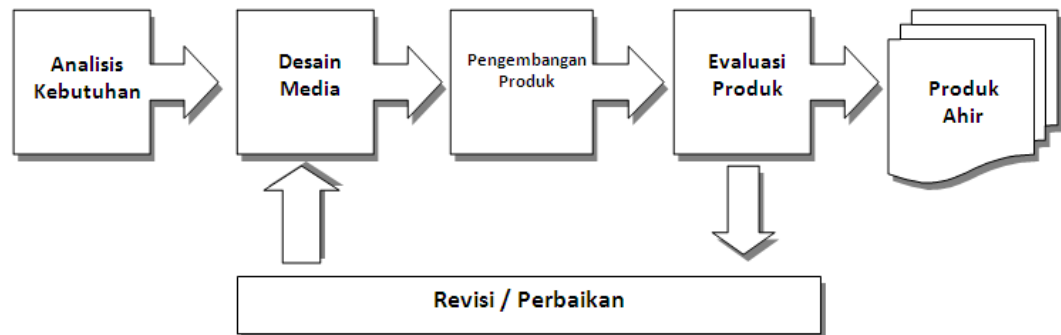 Analisis
Kebutuhan
Desain
Media
Pengembangan
Produk
Evaluasi
Produk
Produk
Ahir
Revisi / Perbaikan